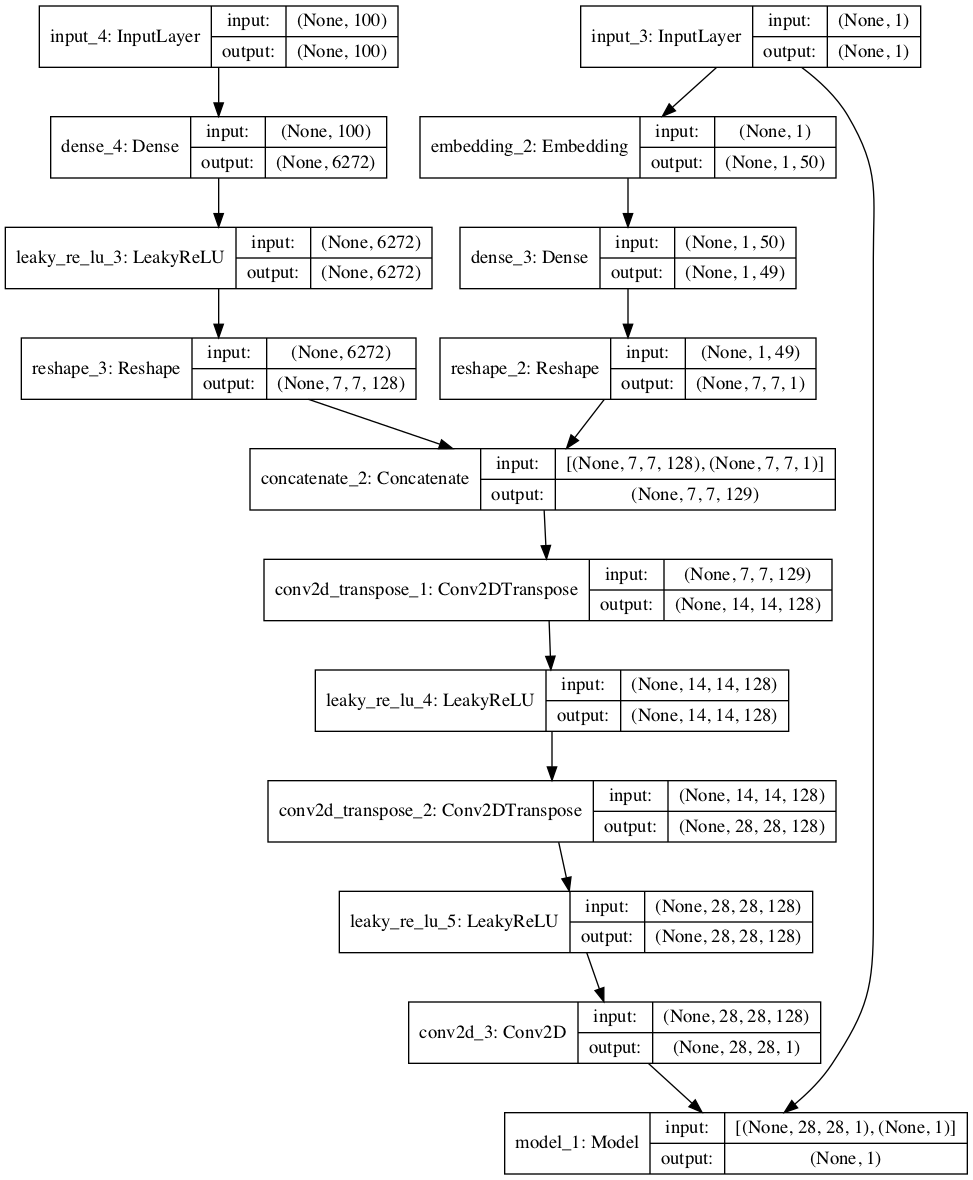 input_4: InputLayer
input: (None, 100)
output: (None, 100)
input_3: InputLayer
input: (None, 1)
output: (None, 1)
dense_4: Dense
input: (None, 100)
output: (None, 6272)
embedding_2: Embedding
input: (None, 1)
output: (None, 1, 50)
leaky_re_lu_3: LeakyReLU
input: (None, 6272)
output: (None, 6272)
dense_3: Dense
input: (None, 1, 50)
output: (None, 1, 49)
reshape_3: Reshape
input: (None, 6272)
output: (None, 7, 7, 128)
reshape_2: Reshape
input: (None, 1, 49)
output: (None, 7, 7, 1)
concatenate_2: Concatenate
input: [(None, 7, 7, 128), (None, 7, 7, 1)]
output: (None, 7, 7, 129)
conv2d_transpose_1: Conv2DTranspose
input: (None, 7, 7, 129)
output: (None, 14, 14, 128)
leaky_re_lu_4: LeakyReLU
input: (None, 14, 14, 128)
output: (None, 14, 14, 128)
conv2d_transpose_2: Conv2DTranspose
input: (None, 14, 14, 128)
output: (None, 28, 28, 128)
leaky_re_lu_5: LeakyReLU
input: (None, 28, 28, 128)
output: (None, 28, 28, 128)
conv2d_3: Conv2D
input: (None, 28, 28, 128)
output: (None, 28, 28, 1)
model_1: Model
input: [(None, 28, 28, 1), (None, 1)]
output: (None, 1)